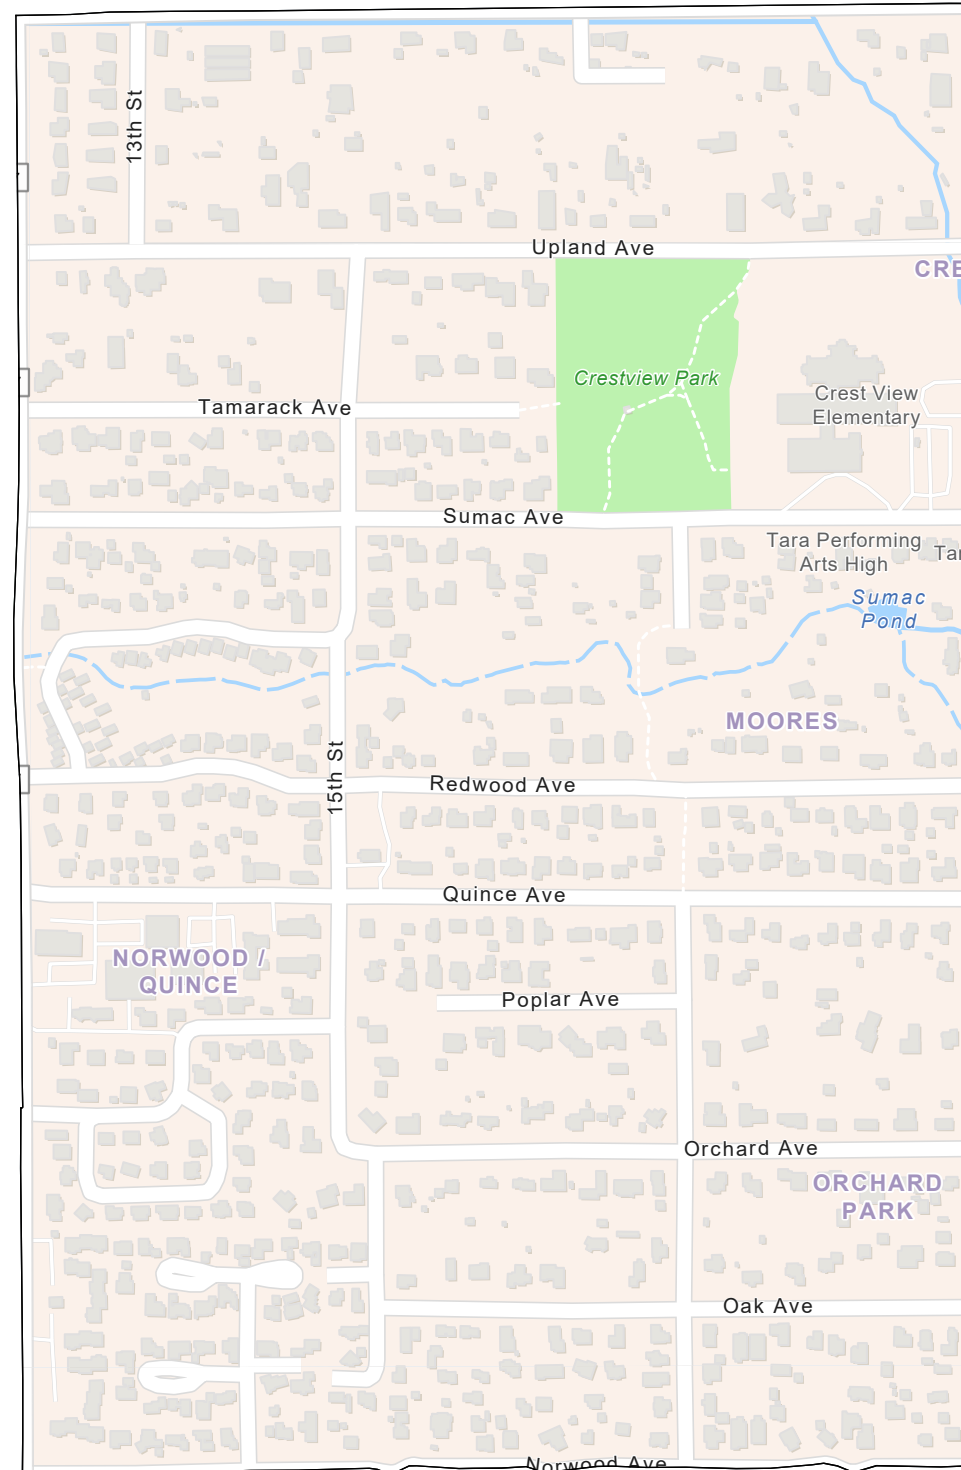 13th St
Upland Ave
CRE
Crestview Park
Crest View
Elementary
Tamarack Ave
Sumac Ave
Tara Performing
Arts High
Tar
Sumac
Pond
MOORES
15th St
Redwood Ave
Quince Ave
NORWOOD /
QUINCE
Poplar Ave
Orchard Ave
ORCHARD
PARK
Oak Ave
Norwood Ave